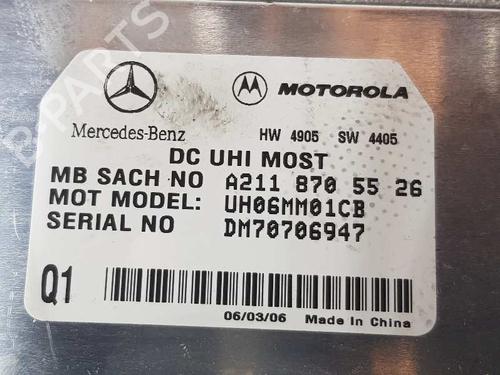 B-PARTS
MOTOROLA
Mercedes-Benz HW 4905 SW 4405
DC UHI MOST
MB SACH NO A211 870 55 26
MOT MODEL: UH06MM01CB
SERIAL NO DM70706947
Q1
06/03/06 Made in China